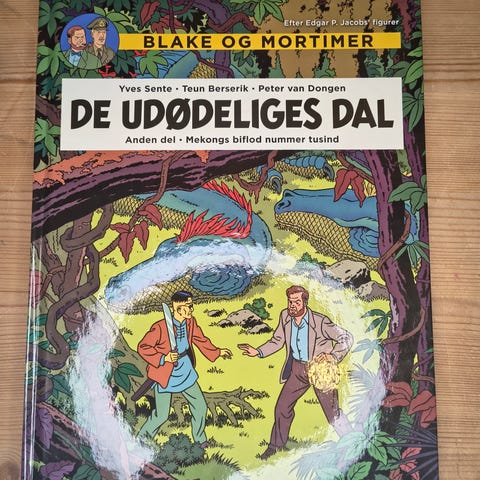 Efter Edgar P. Jacobs' figurer
BLAKE OG MORTIMER
Yves Sente • Teun Berserik • Peter van Dongen
DE UDØDELIGES DAL
Anden del • Mekongs biflod nummer tusind